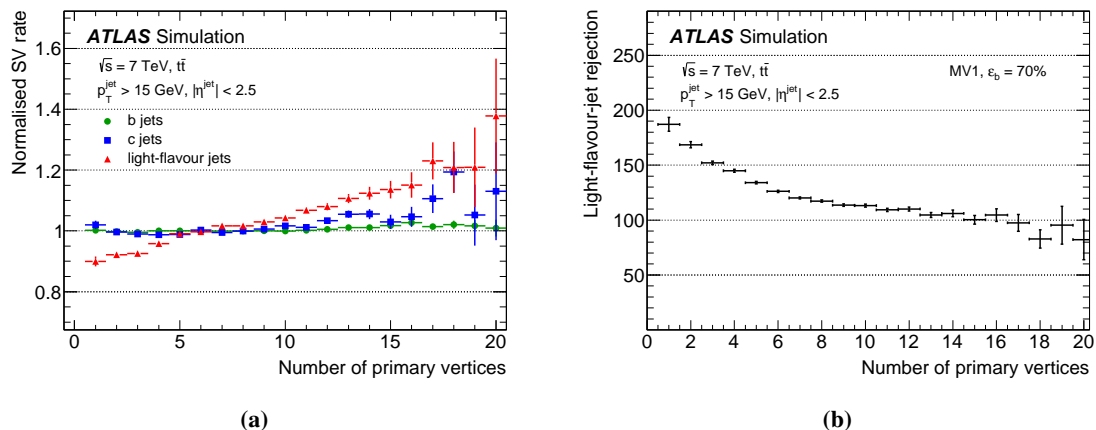 ATLAS Simulation
√s = 7 TeV, tt̄
p_T^jet > 15 GeV, |η^jet| < 2.5
b jets
c jets
light-flavour jets
Normalised SV rate
1.6
1.4
1.2
1
0.8
0 5 10 15 20
Number of primary vertices
(a)
ATLAS Simulation
√s = 7 TeV, tt̄
MV1, ε_b = 70%
p_T^jet > 15 GeV, |η^jet| < 2.5
Light-flavour-jet rejection
250
200
150
100
50
0 2 4 6 8 10 12 14 16 18 20
Number of primary vertices
(b)